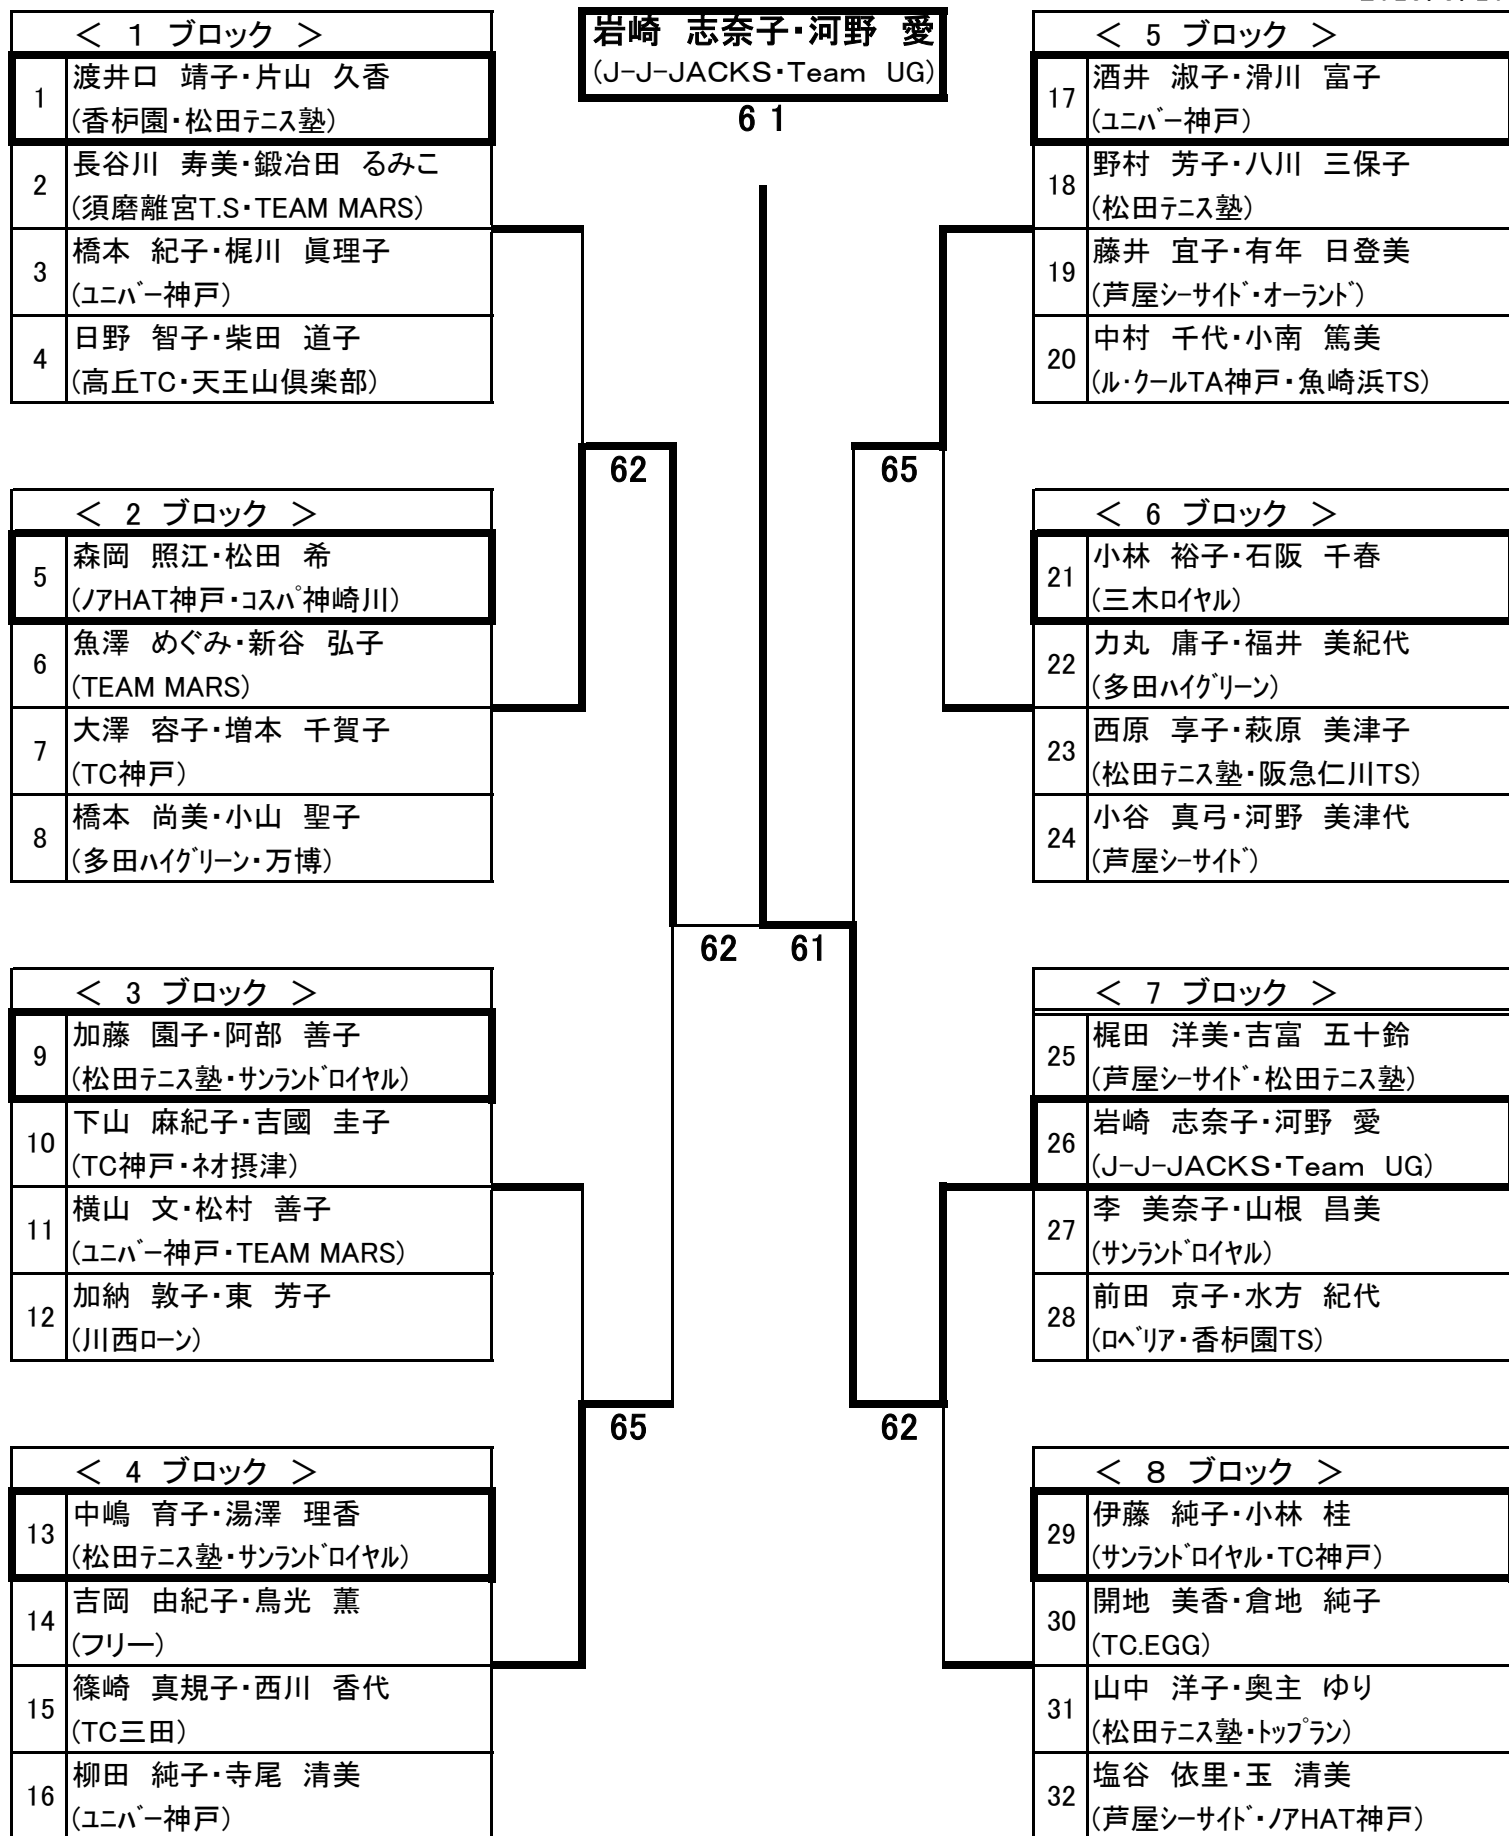 岩崎　志奈子・河野　愛
(J-J-JACKS・Team　UG)
6 1
＜ 1 ブロック ＞
1 渡井口　靖子・片山　久香
(香枦園・松田テニス塾)
2 長谷川　寿美・鍛冶田　るみこ
(須磨離宮T.S・TEAM MARS)
3 橋本　紀子・梶川　眞理子
(ユニバー神戸)
4 日野　智子・柴田　道子
(高丘TC・天王山倶楽部)
＜ 2 ブロック ＞
5 森岡　照江・松田　希
(ノアHAT神戸・コスパ神崎川)
6 魚澤　めぐみ・新谷　弘子
(TEAM MARS)
7 大澤　容子・増本　千賀子
(TC神戸)
8 橋本　尚美・小山　聖子
(多田ハイグリーン・万博)
＜ 3 ブロック ＞
9 加藤　園子・阿部　善子
(松田テニス塾・サンランドロイヤル)
10 下山　麻紀子・吉國　圭子
(TC神戸・ネオ摂津)
11 横山　文・松村　善子
(ユニバー神戸・TEAM MARS)
12 加納　敦子・東　芳子
(川西ローン)
＜ 4 ブロック ＞
13 中嶋　育子・湯澤　理香
(松田テニス塾・サンランドロイヤル)
14 吉岡　由紀子・鳥光　薫
(フリー)
15 篠崎　真規子・西川　香代
(TC三田)
16 柳田　純子・寺尾　清美
(ユニバー神戸)
62
65
62
61
65
62
＜ 5 ブロック ＞
17 酒井　淑子・滑川　富子
(ユニバー神戸)
18 野村　芳子・八川　三保子
(松田テニス塾)
19 藤井　宜子・有年　日登美
(芦屋シーサイド・オーランド)
20 中村　千代・小南　篤美
(ル・クールTA神戸・魚崎浜TS)
＜ 6 ブロック ＞
21 小林　裕子・石阪　千春
(三木ロイヤル)
22 力丸　庸子・福井　美紀代
(多田ハイグリーン)
23 西原　享子・萩原　美津子
(松田テニス塾・阪急仁川TS)
24 小谷　真弓・河野　美津代
(芦屋シーサイド)
＜ 7 ブロック ＞
25 梶田　洋美・吉富　五十鈴
(芦屋シーサイド・松田テニス塾)
26 岩崎　志奈子・河野　愛
(J-J-JACKS・Team　UG)
27 李　美奈子・山根　昌美
(サンランドロイヤル)
28 前田　京子・水方　紀代
(ロベリア・香枦園TS)
＜ 8 ブロック ＞
29 伊藤　純子・小林　桂
(サンランドロイヤル・TC神戸)
30 開地　美香・倉地　純子
(TC.EGG)
31 山中　洋子・奥主　ゆり
(松田テニス塾・トップラン)
32 塩谷　依里・玉　清美
(芦屋シーサイド・ノアHAT神戸)